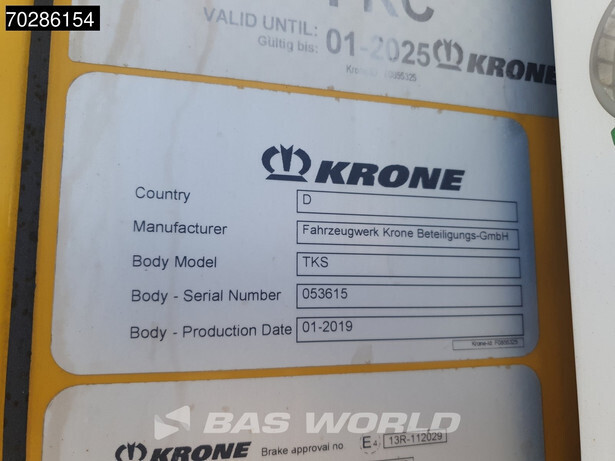 70286154
FRC
VALID UNTIL:
Gültig bis: 01-2025 KRONE
KRONE
Country D
Manufacturer Fahrzeugwerk Krone Beteiligungs-GmbH
Body Model TKS
Body - Serial Number 053615
Body - Production Date 01-2019
BAS WORLD
KRONE Brake approval no E4 13R-112029